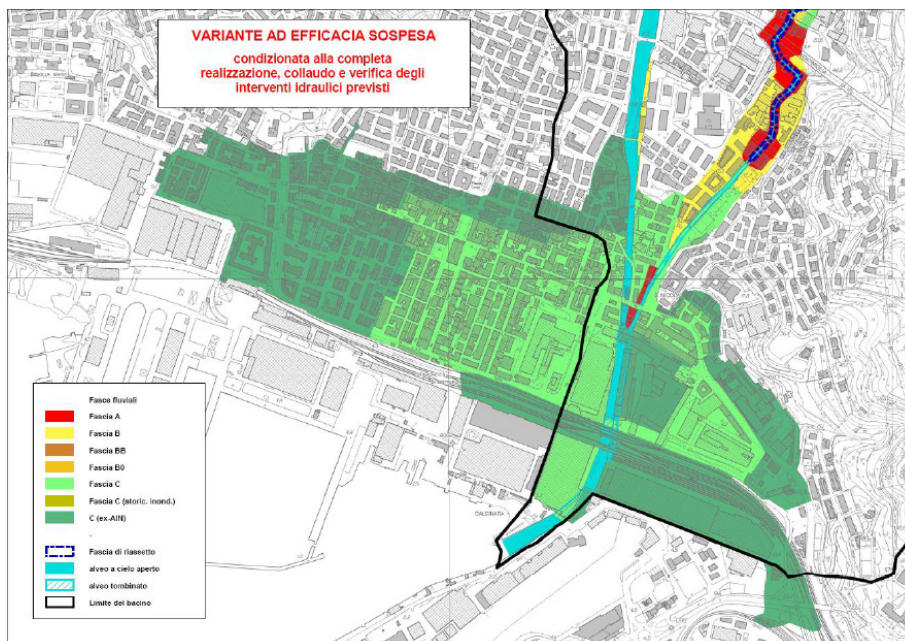 VARIANTE AD EFFICACIA SOSPESA
condizionata alla completa
realizzazione, collaudo e verifica degli
interventi idraulici previsti
Fasce fluviali
Fascia A
Fascia B
Fascia BB
Fascia B0
Fascia C
Fascia C (storic. inond.)
C (ex-AIN)
-
Fascia di riassetto
alveo a cielo aperto
alveo tombinato
Limite del bacino